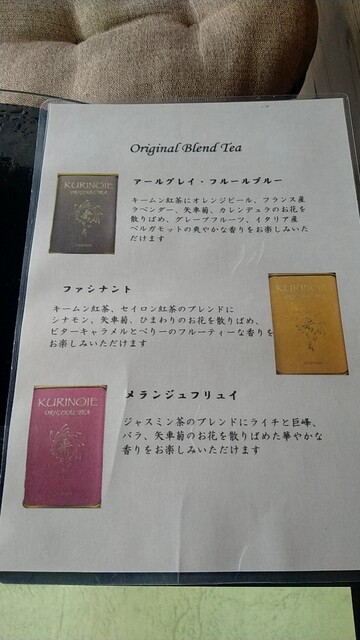 Original Blend Tea
アールグレイ・フルールブルー
キームン紅茶にオレンジピール、フランス産
ラベンダー、矢車菊、カレンデュラのお花を
散りばめ、グレープフルーツ、イタリア産
ベルガモットの爽やかな香りをお楽しみいた
だけます
KURINOIE
ORIGINAL TEA
ファシナント
キームン紅茶、セイロン紅茶のブレンドに
シナモン、矢車菊、ひまわりのお花を散りばめ、
ビターキャラメルとベリーのフルーティーな香りを
お楽しみいただけます
KURINOIE
メランジュフリュイ
ジャスミン茶のブレンドにライチと巨峰、
バラ、矢車菊のお花を散りばめた華やかな
香りをお楽しみいただけます
KURINOIE
ORIGINAL TEA